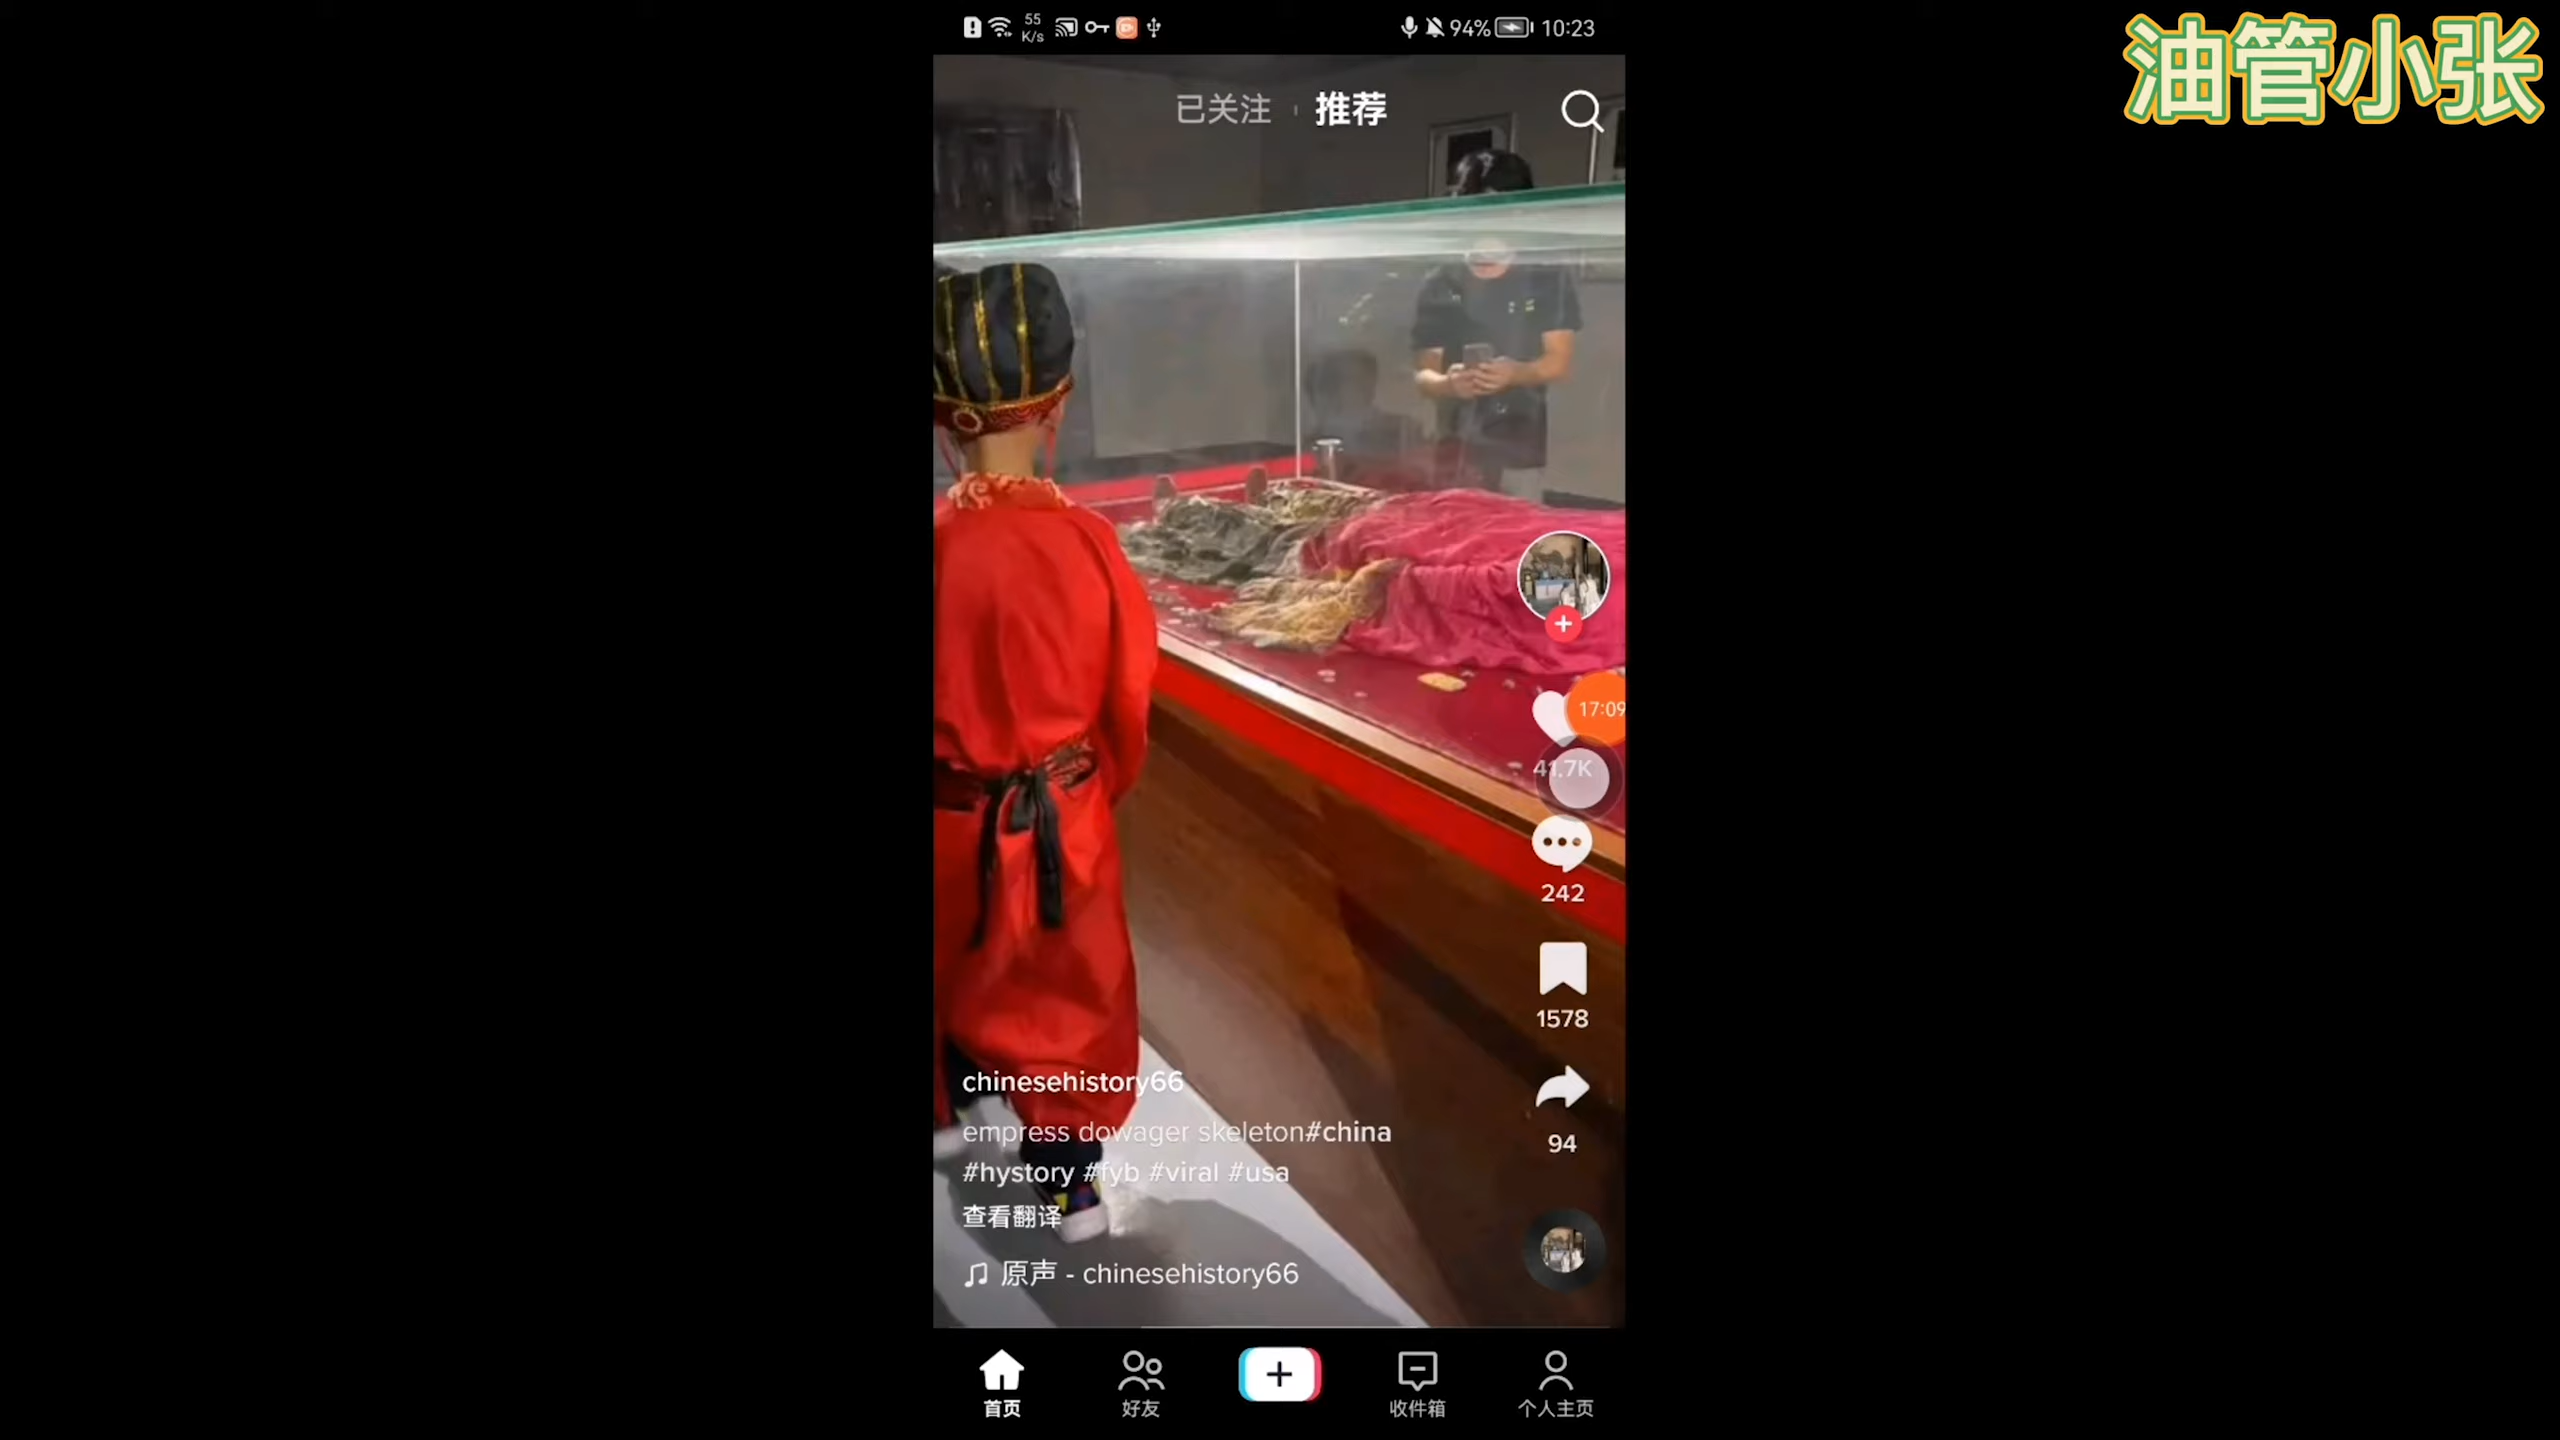 55
K/s
94%
10:23
油管小张
已关注
推荐
17:09
41.7K
242
1578
94
chinesehistory66
empress dowager skeleton#china
#hystory #fyb #viral #usa
查看翻译
原声 - chinesehistory66
首页
好友
收件箱
个人主页